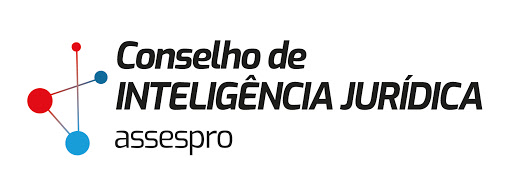 Conselho de
INTELIGÊNCIA JURÍDICA
assespro